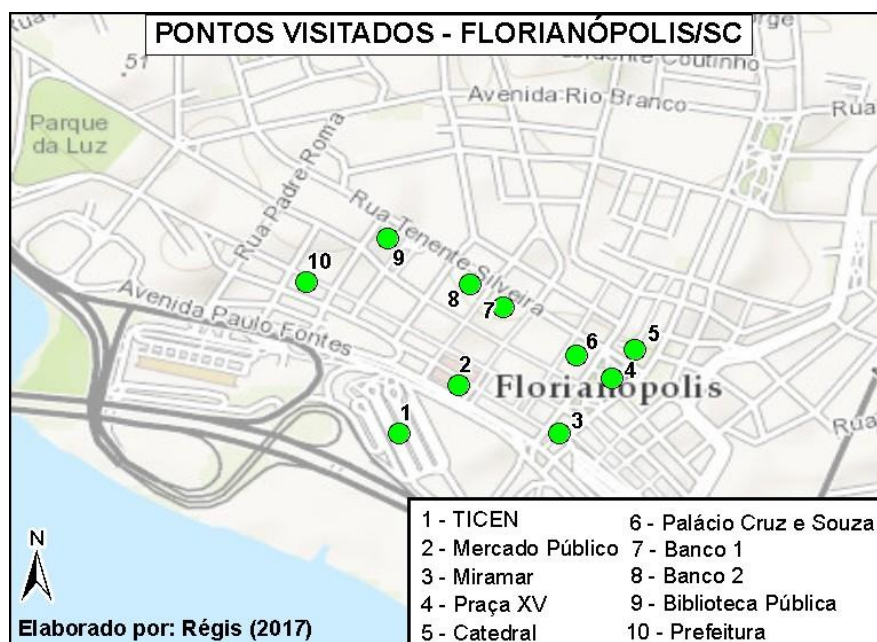 PONTOS VISITADOS - FLORIANÓPOLIS/SC
51
Coutinho
Avenida Rio Branco
Rua
Parque
da Luz
Rua Padre Roma
Rua Tenente Silveira
9
10
8
7
Avenida Paulo Fontes
6
5
4
2
Florianópolis
1
3
Rua
1 - TICEN
2 - Mercado Público
3 - Miramar
4 - Praça XV
5 - Catedral
6 - Palácio Cruz e Souza
7 - Banco 1
8 - Banco 2
9 - Biblioteca Pública
10 - Prefeitura
N
Elaborado por: Régis (2017)